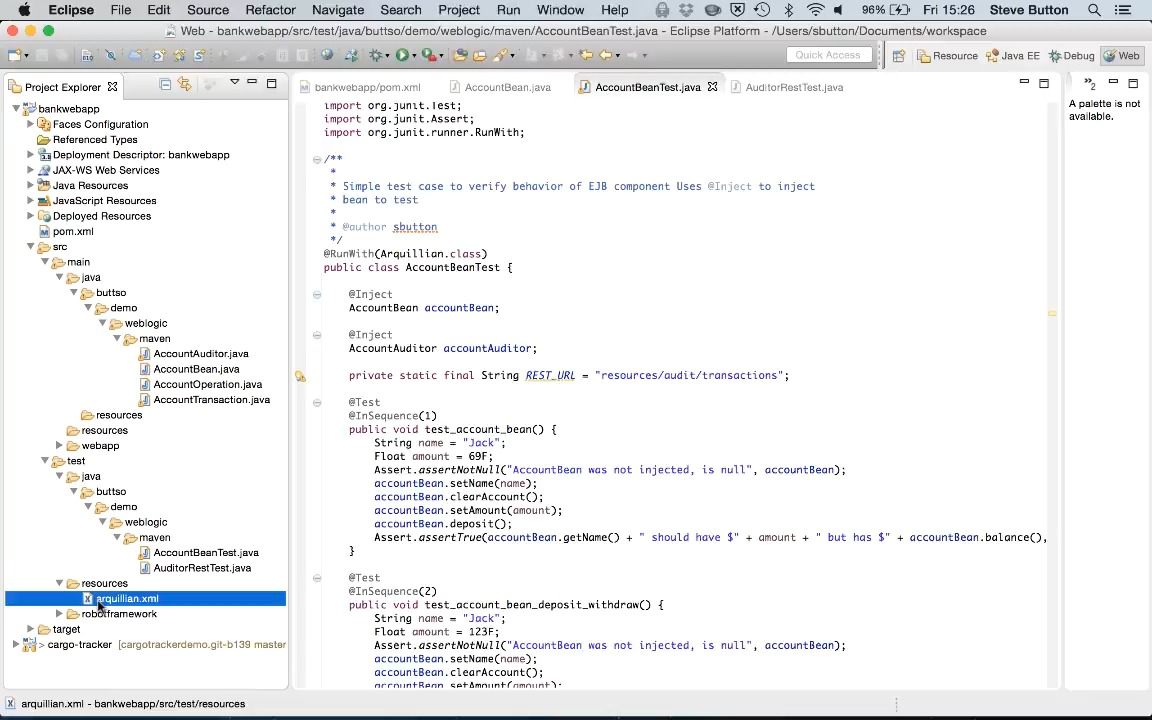 Eclipse File Edit Source Refactor Navigate Search Project Run Window Help 96% Fri 15:26 Steve Button
Web - bankwebapp/src/test/java/buttso/demo/weblogic/maven/AccountBeanTest.java - Eclipse Platform - /Users/sbutton/Documents/workspace
Quick Access Resource Java EE Debug Web
Project Explorer
bankwebapp
Faces Configuration
Referenced Types
Deployment Descriptor: bankwebapp
JAX-WS Web Services
Java Resources
JavaScript Resources
Deployed Resources
pom.xml
src
main
java
buttso
demo
weblogic
maven
AccountAuditor.java
AccountBean.java
AccountOperation.java
AccountTransaction.java
resources
resources
webapp
test
java
buttso
demo
weblogic
maven
AccountBeanTest.java
AuditorRestTest.java
resources
arquillian.xml
robotframework
target
> cargo-tracker [cargotrackerdemo.git-b139 master
bankwebapp/pom.xml AccountBean.java AccountBeanTest.java AuditorRestTest.java
import org.junit.Test;
import org.junit.Assert;
import org.junit.runner.RunWith;
/**
*
* Simple test case to verify behavior of EJB component Uses @Inject to inject
* bean to test
*
* @author sbutton
*/
@RunWith(Arquillian.class)
public class AccountBeanTest {
@Inject
AccountBean accountBean;
@Inject
AccountAuditor accountAuditor;
private static final String REST_URL = "resources/audit/transactions";
@Test
@InSequence(1)
public void test_account_bean() {
String name = "Jack";
Float amount = 69F;
Assert.assertNotNull("AccountBean was not injected, is null", accountBean);
accountBean.setName(name);
accountBean.clearAccount();
accountBean.setAmount(amount);
accountBean.deposit();
Assert.assertTrue(accountBean.getName() + " should have $" + amount + " but has $" + accountBean.balance(),
}
@Test
@InSequence(2)
public void test_account_bean_deposit_withdraw() {
String name = "Jack";
Float amount = 123F;
Assert.assertNotNull("AccountBean was not injected, is null", accountBean);
accountBean.setName(name);
accountBean.clearAccount();
accountBean.setAmount(amount);
»2
A palette is not
available.
arquillian.xml - bankwebapp/src/test/resources